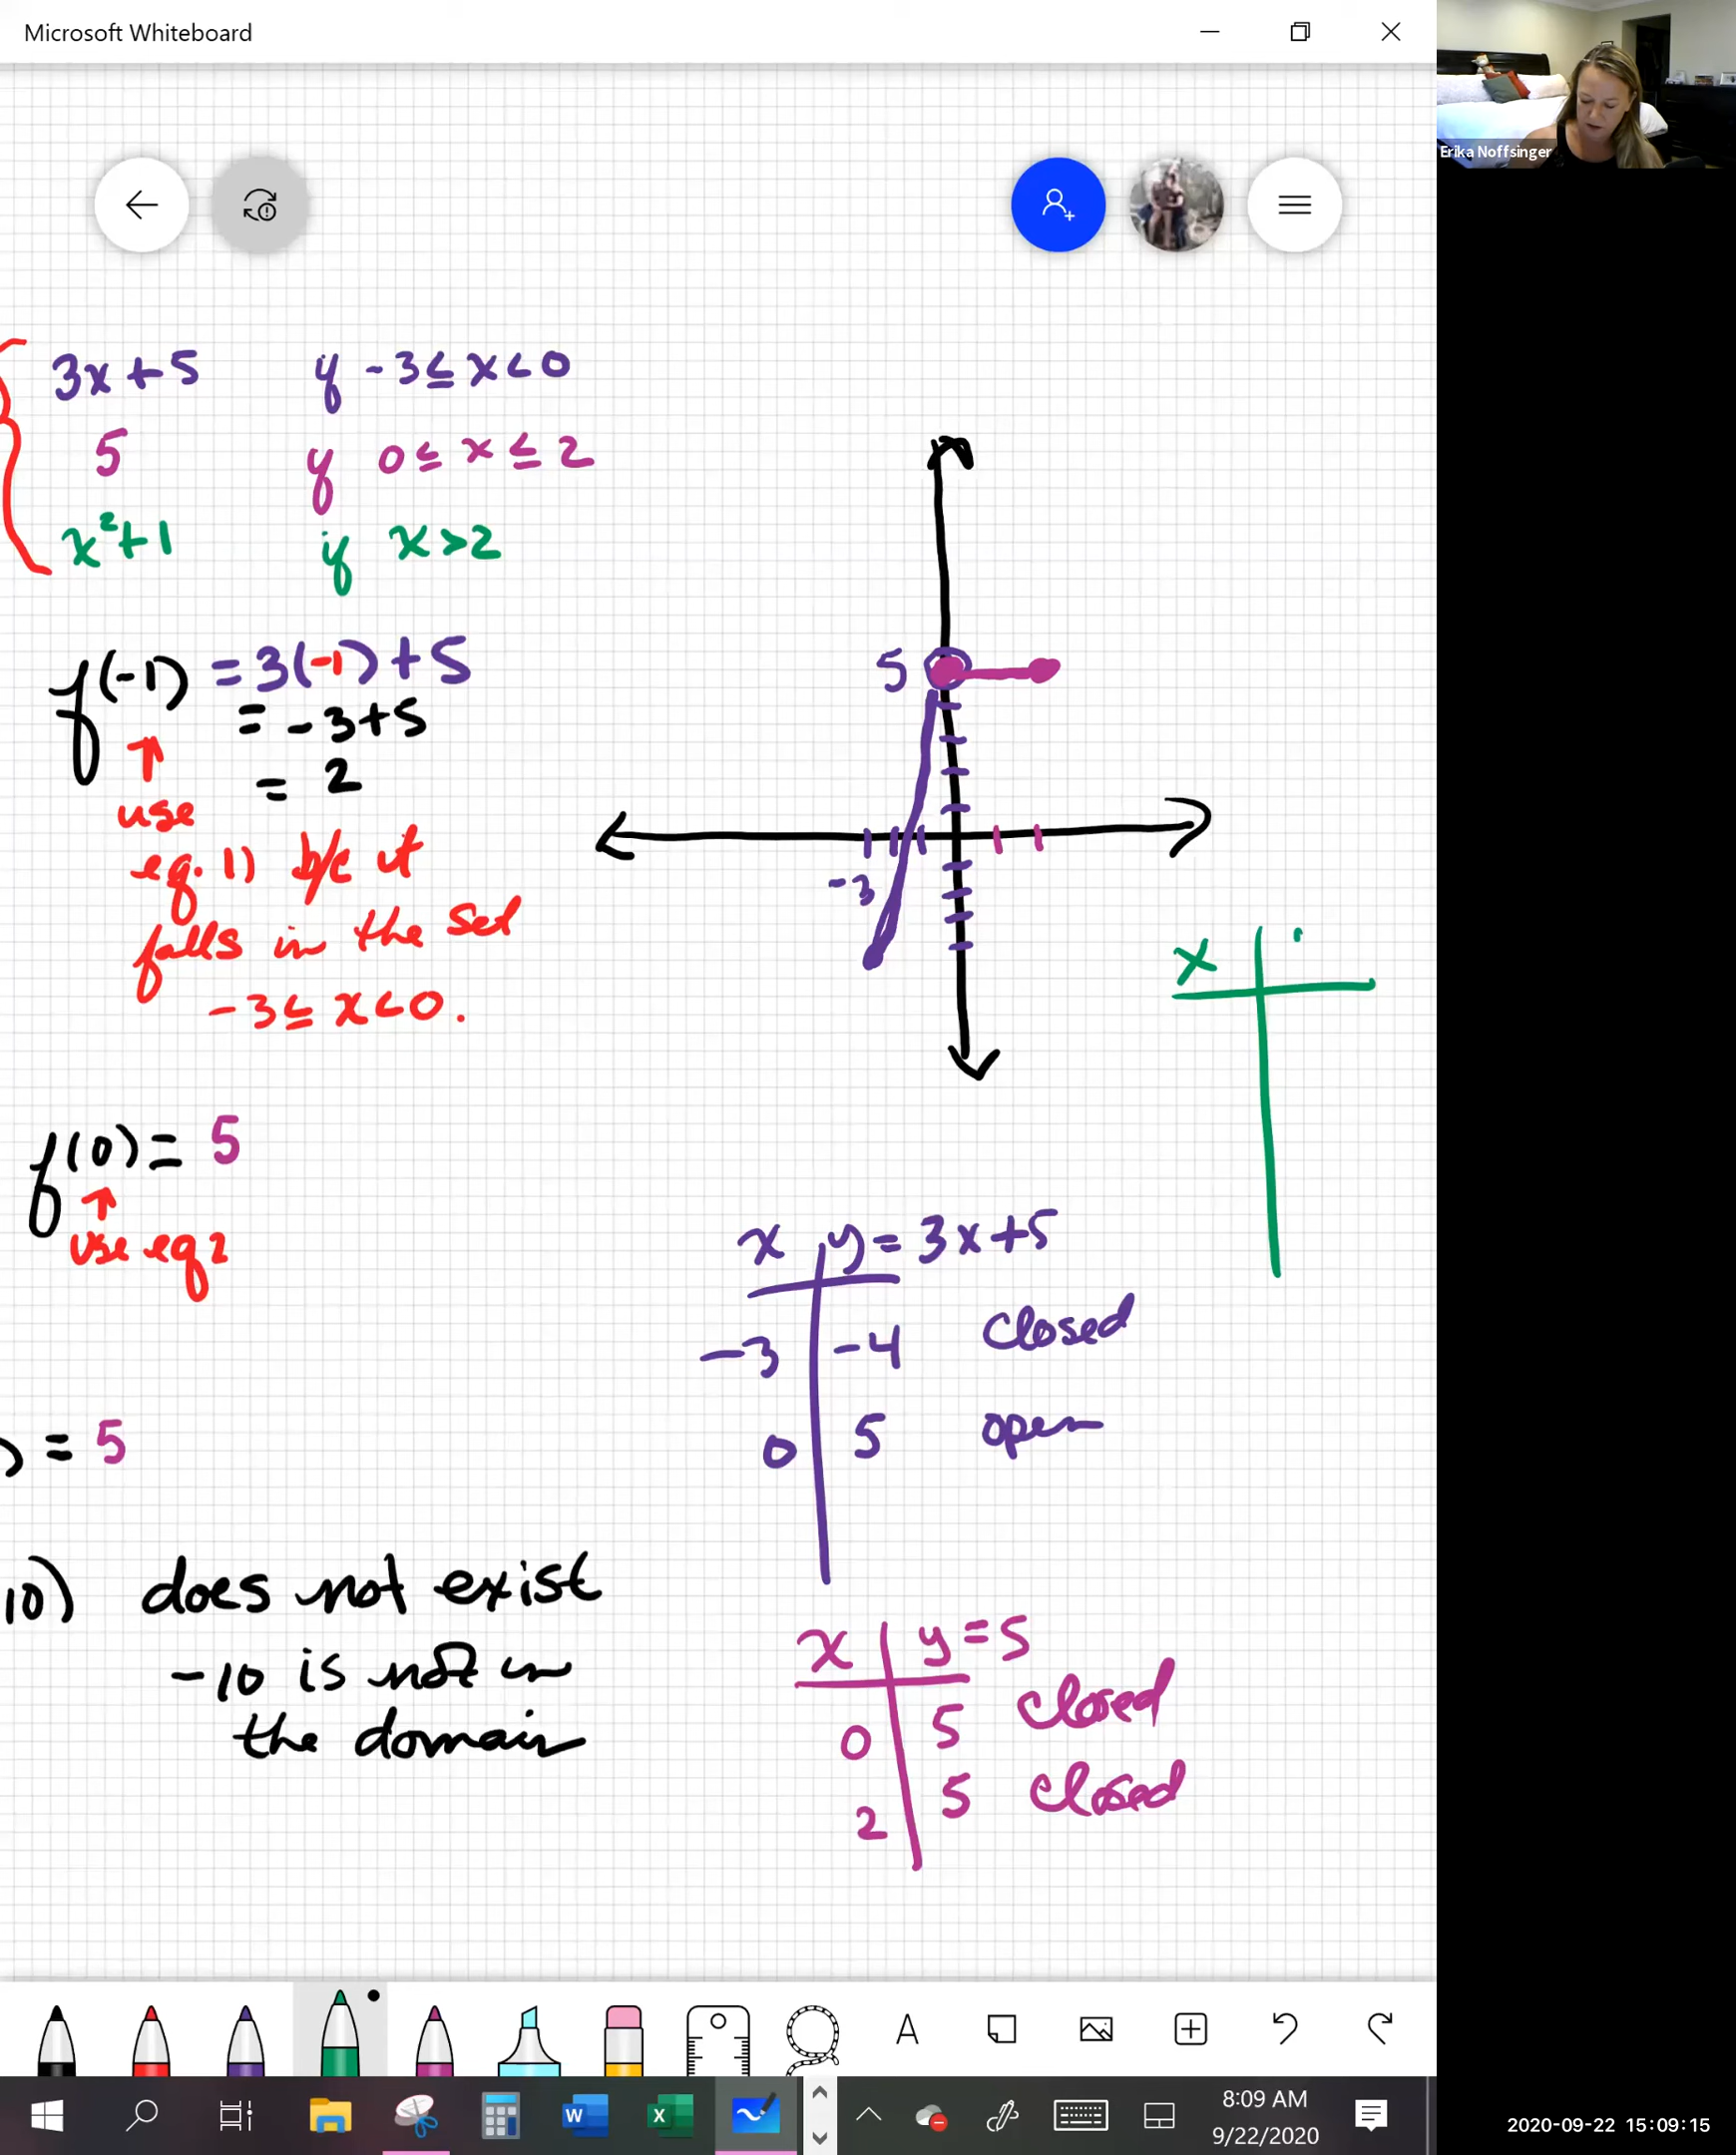 Microsoft Whiteboard
Erika Noffsinger
3x+5 if -3 ≤ x < 0
5 if 0 ≤ x ≤ 2
x²+1 if x > 2
f(-1) = 3(-1) + 5
= -3+5
= 2
↑
use
eq. 1) b/c it
falls in the set
-3 ≤ x < 0.
f(0) = 5
↑
use eq 2
) = 5
10) does not exist
-10 is not in
the domain
5
-3
x
x y = 3x+5
-3 -4 closed
0 5 open
x y = 5
0 5 closed
2 5 closed
A
W
X
8:09 AM
9/22/2020
2020-09-22 15:09:15